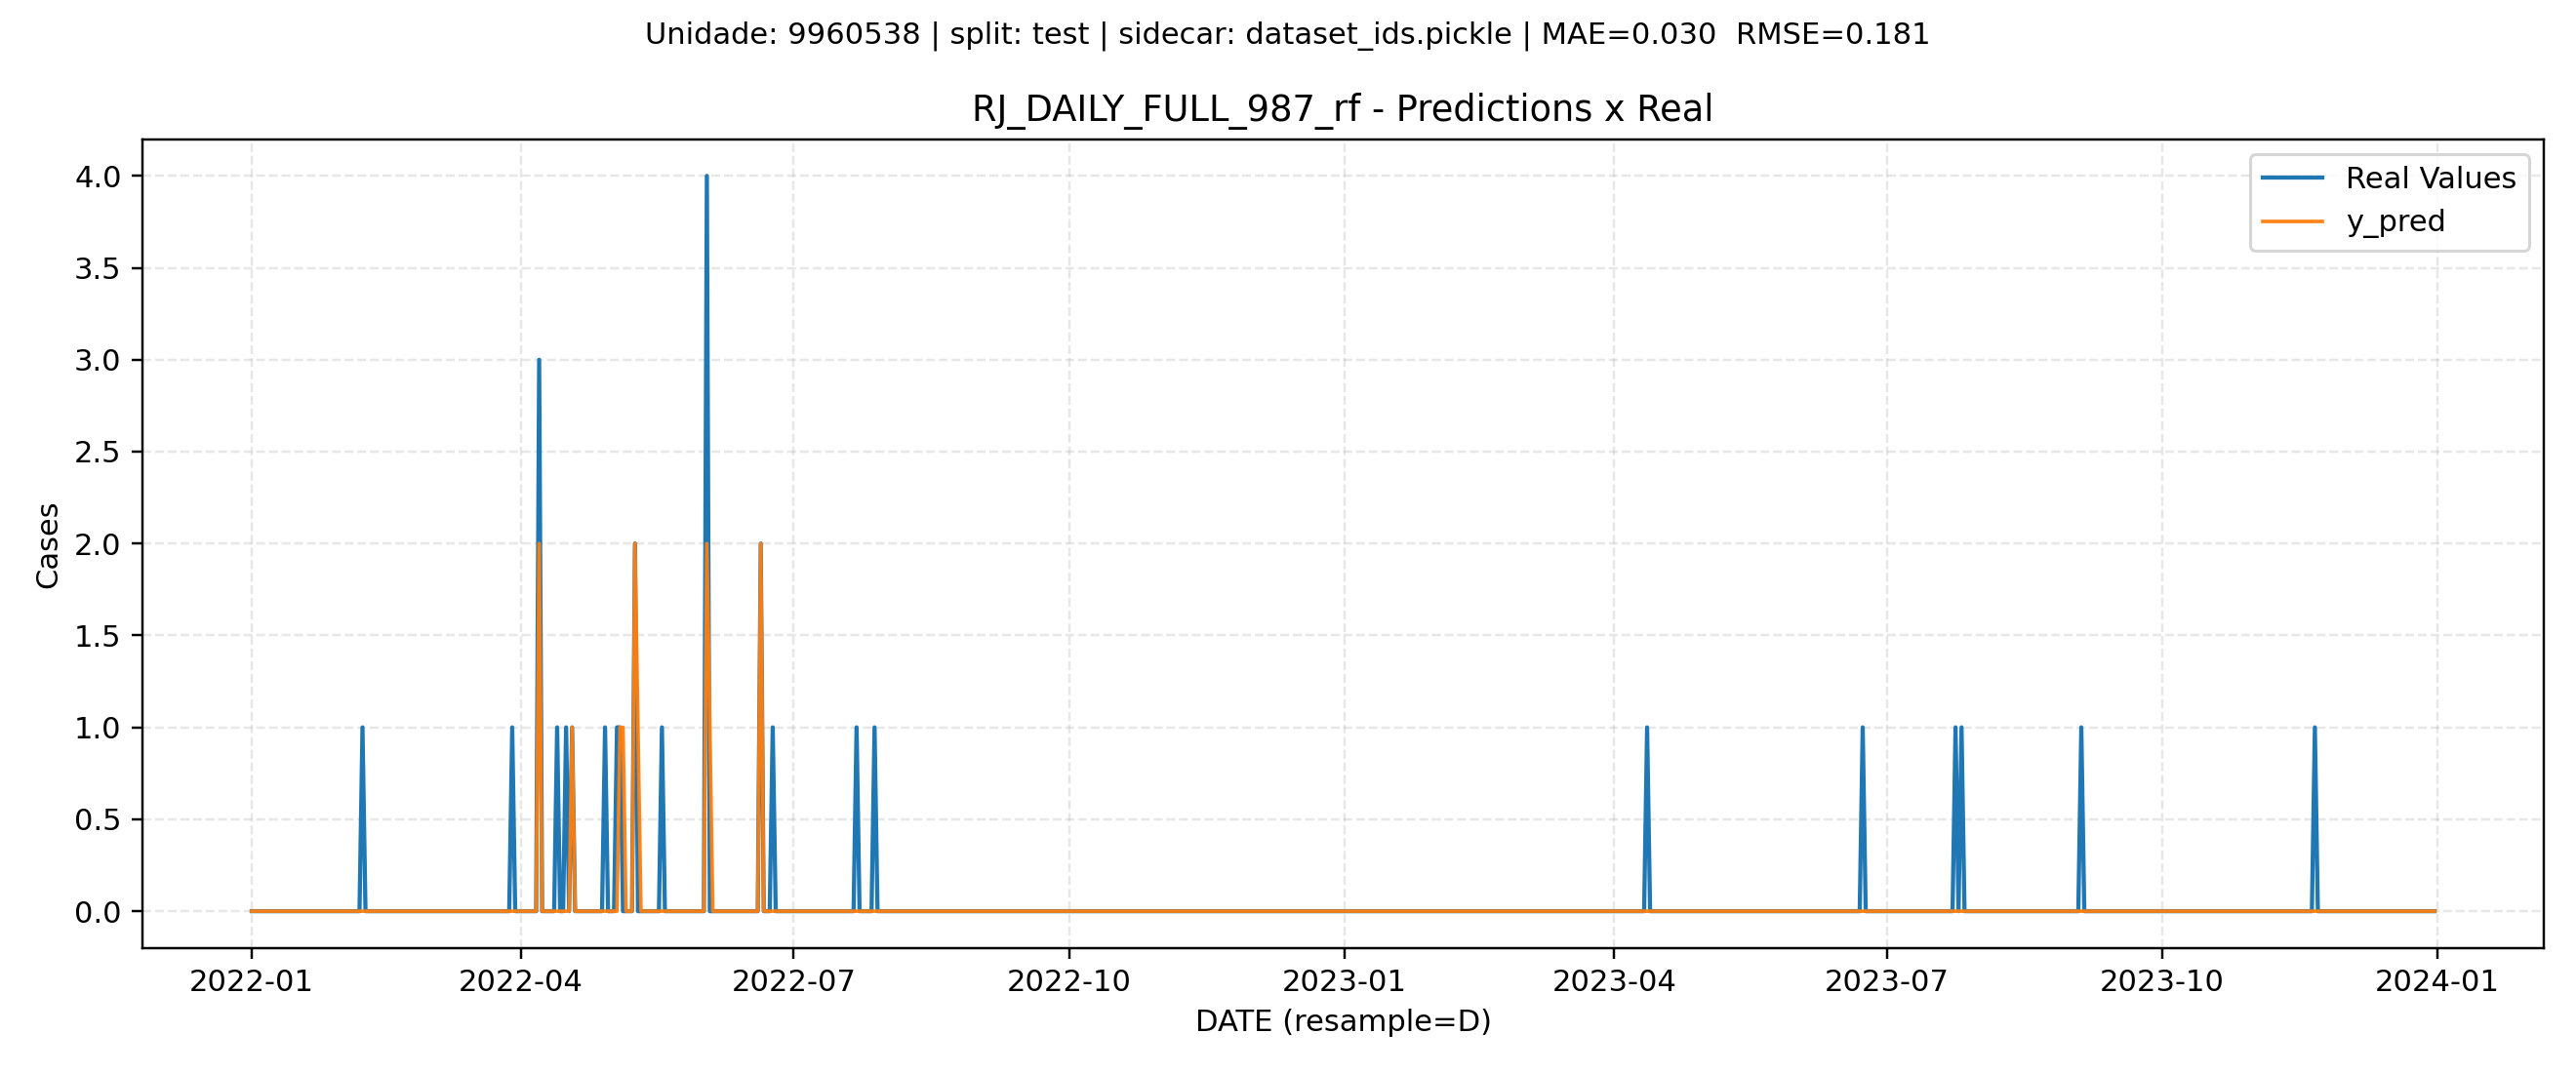 Unidade: 9960538 | split: test | sidecar: dataset_ids.pickle | MAE=0.030  RMSE=0.181
RJ_DAILY_FULL_987_rf - Predictions x Real
Real Values
y_pred
Cases
4.0
3.5
3.0
2.5
2.0
1.5
1.0
0.5
0.0
2022-01 2022-04 2022-07 2022-10 2023-01 2023-04 2023-07 2023-10 2024-01
DATE (resample=D)